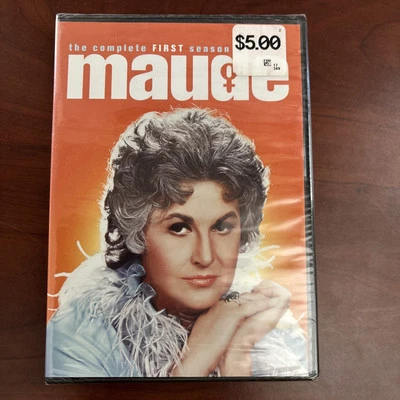 the complete FIRST season
$5.00
maude